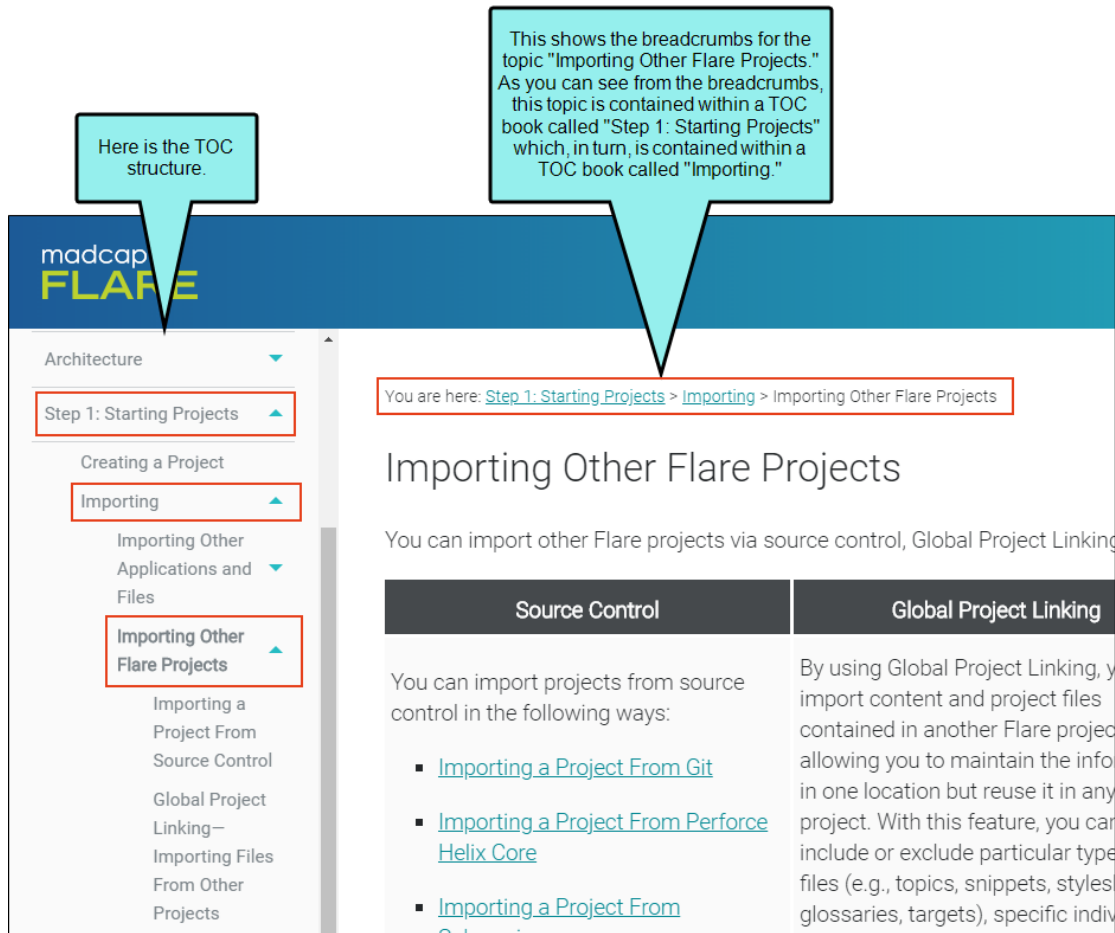 Here is the TOC
structure.
This shows the breadcrumbs for the
topic "Importing Other Flare Projects."
As you can see from the breadcrumbs,
this topic is contained within a TOC
book called "Step 1: Starting Projects"
which, in turn, is contained within a
TOC book called "Importing."
madcap
FLARE
Architecture
Step 1: Starting Projects
Creating a Project
Importing
Importing Other
Applications and
Files
Importing Other
Flare Projects
Importing a
Project From
Source Control
Global Project
Linking—
Importing Files
From Other
Projects
You are here: Step 1: Starting Projects > Importing > Importing Other Flare Projects
Importing Other Flare Projects
You can import other Flare projects via source control, Global Project Linking
Source Control
You can import projects from source
control in the following ways:
▪ Importing a Project From Git
▪ Importing a Project From Perforce
Helix Core
▪ Importing a Project From
Global Project Linking
By using Global Project Linking,
import content and project files
contained in another Flare
allowing you to maintain the
in one location but reuse it in any
project. With this feature, you
include or exclude particular
files (e.g., topics, snippets,
glossaries, targets), specific